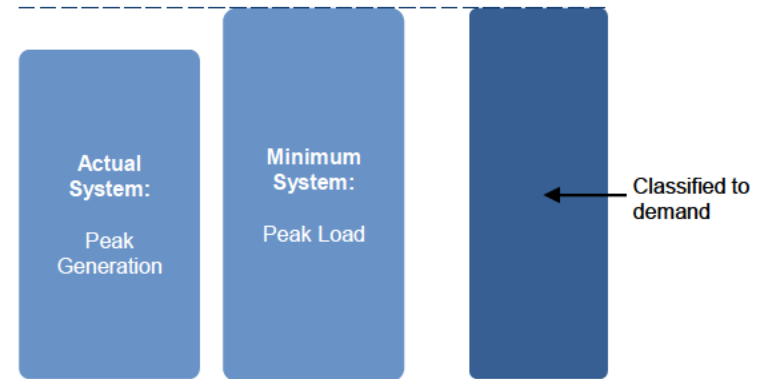 Actual
System:
Peak
Generation
Minimum
System:
Peak Load
Classified to
demand